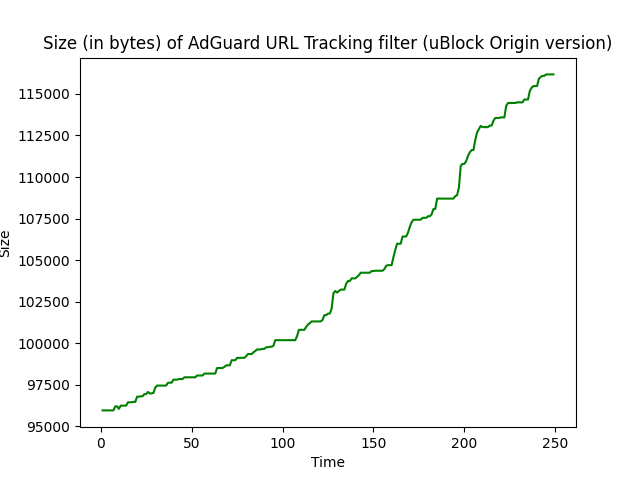 Size (in bytes) of AdGuard URL Tracking filter (uBlock Origin version)
115000
112500
110000
107500
105000
102500
100000
97500
95000
Size
0 50 100 150 200 250
Time